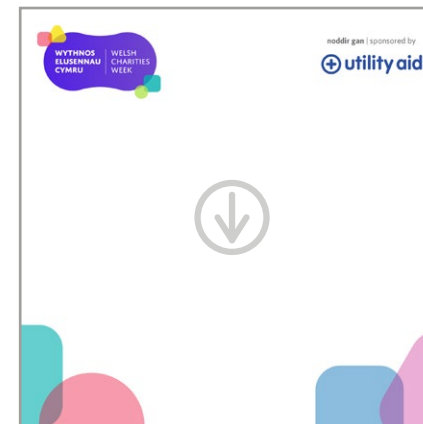 WYTHNOS
ELUSENNAU
CYMRU
WELSH
CHARITIES
WEEK
noddir gan | sponsored by
utility aid